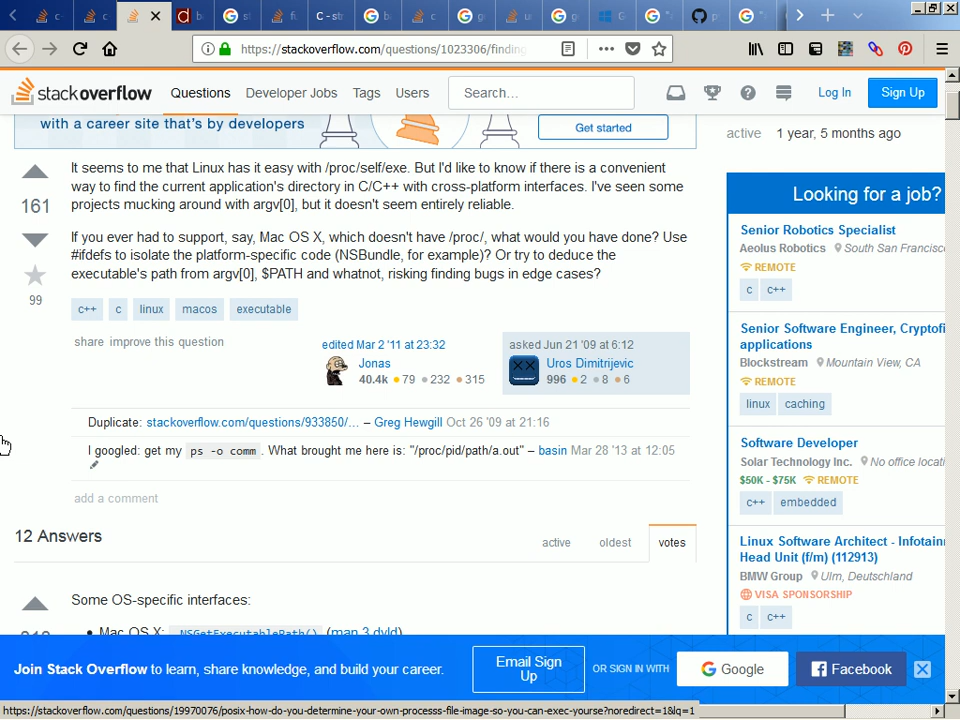 C - str
https://stackoverflow.com/questions/1023306/finding
stackoverflow Questions Developer Jobs Tags Users Search... Log In Sign Up
with a career site that's by developers Get started
active 1 year, 5 months ago
It seems to me that Linux has it easy with /proc/self/exe. But I'd like to know if there is a convenient
way to find the current application's directory in C/C++ with cross-platform interfaces. I've seen some
projects mucking around with argv[0], but it doesn't seem entirely reliable.
161
If you ever had to support, say, Mac OS X, which doesn't have /proc/, what would you have done? Use
#ifdefs to isolate the platform-specific code (NSBundle, for example)? Or try to deduce the
executable's path from argv[0], $PATH and whatnot, risking finding bugs in edge cases?
99
c++ c linux macos executable
share improve this question
edited Mar 2 '11 at 23:32
Jonas
40.4k 79 232 315
asked Jun 21 '09 at 6:12
Uros Dimitrijevic
996 2 8 6
Duplicate: stackoverflow.com/questions/933850/... – Greg Hewgill Oct 26 '09 at 21:16
I googled: get my ps -o comm. What brought me here is: "/proc/pid/path/a.out" – basin Mar 28 '13 at 12:05
add a comment
12 Answers
active oldest votes
Some OS-specific interfaces:
Mac OS X: _NSGetExecutablePath() (man 3 dyld)
Looking for a job?
Senior Robotics Specialist
Aeolus Robotics South San Francisc
REMOTE
c c++
Senior Software Engineer, Cryptofi
applications
Blockstream Mountain View, CA
REMOTE
linux caching
Software Developer
Solar Technology Inc. No office locati
$50K - $75K REMOTE
c++ embedded
Linux Software Architect - Infotainn
Head Unit (f/m) (112913)
BMW Group Ulm, Deutschland
VISA SPONSORSHIP
c c++
Join Stack Overflow to learn, share knowledge, and build your career.
Email Sign
Up
OR SIGN IN WITH
Google
Facebook
https://stackoverflow.com/questions/19970076/posix-how-do-you-determine-your-own-processs-file-image-so-you-can-exec-yourse?noredirect=1&lq=1